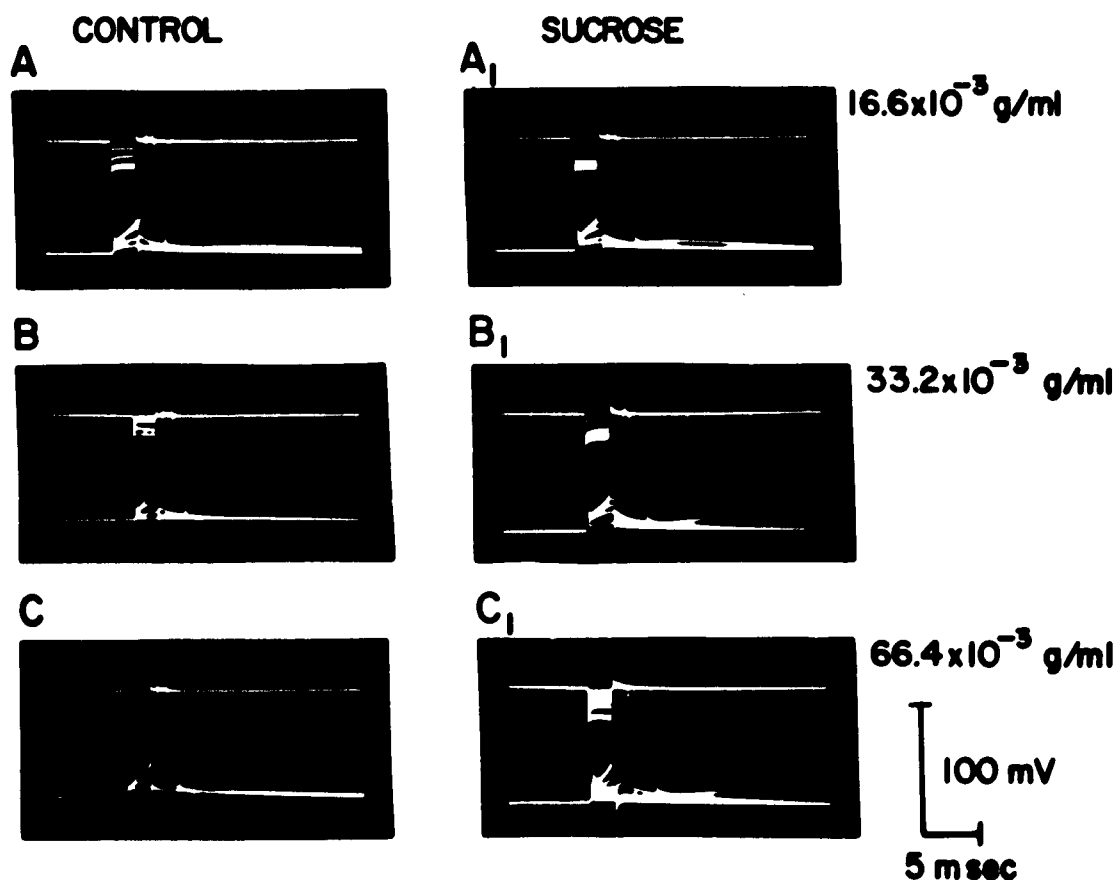 CONTROL SUCROSE
A A₁ 16.6x10⁻³ g/ml
B B₁ 33.2x10⁻³ g/ml
C C₁ 66.4x10⁻³ g/ml
100 mV
5 msec